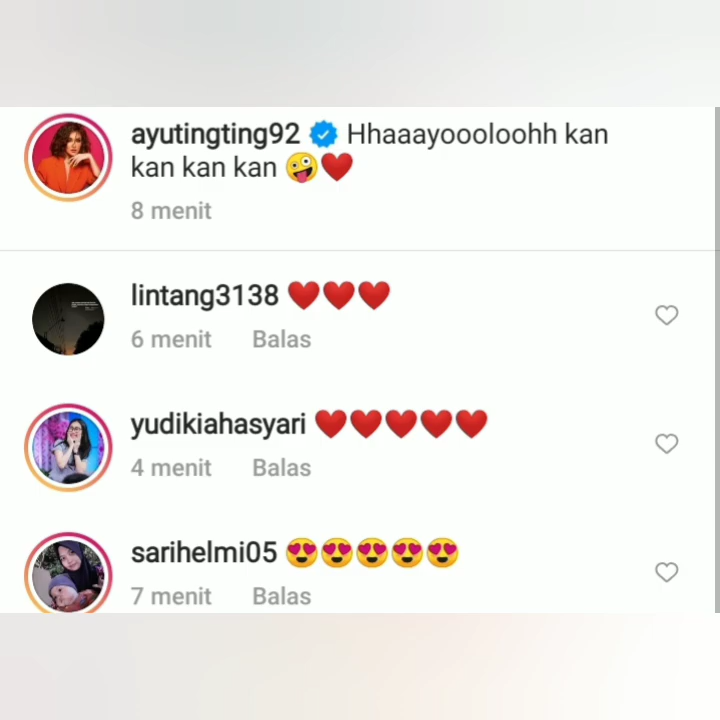 ayutingting92 Hhaaayoooloohh kan
kan kan kan 🤪❤️
8 menit
lintang3138 ❤️❤️❤️
6 menit Balas
yudikiahasyari ❤️❤️❤️❤️❤️
4 menit Balas
sarihelmi05 😍😍😍😍😍
7 menit Balas